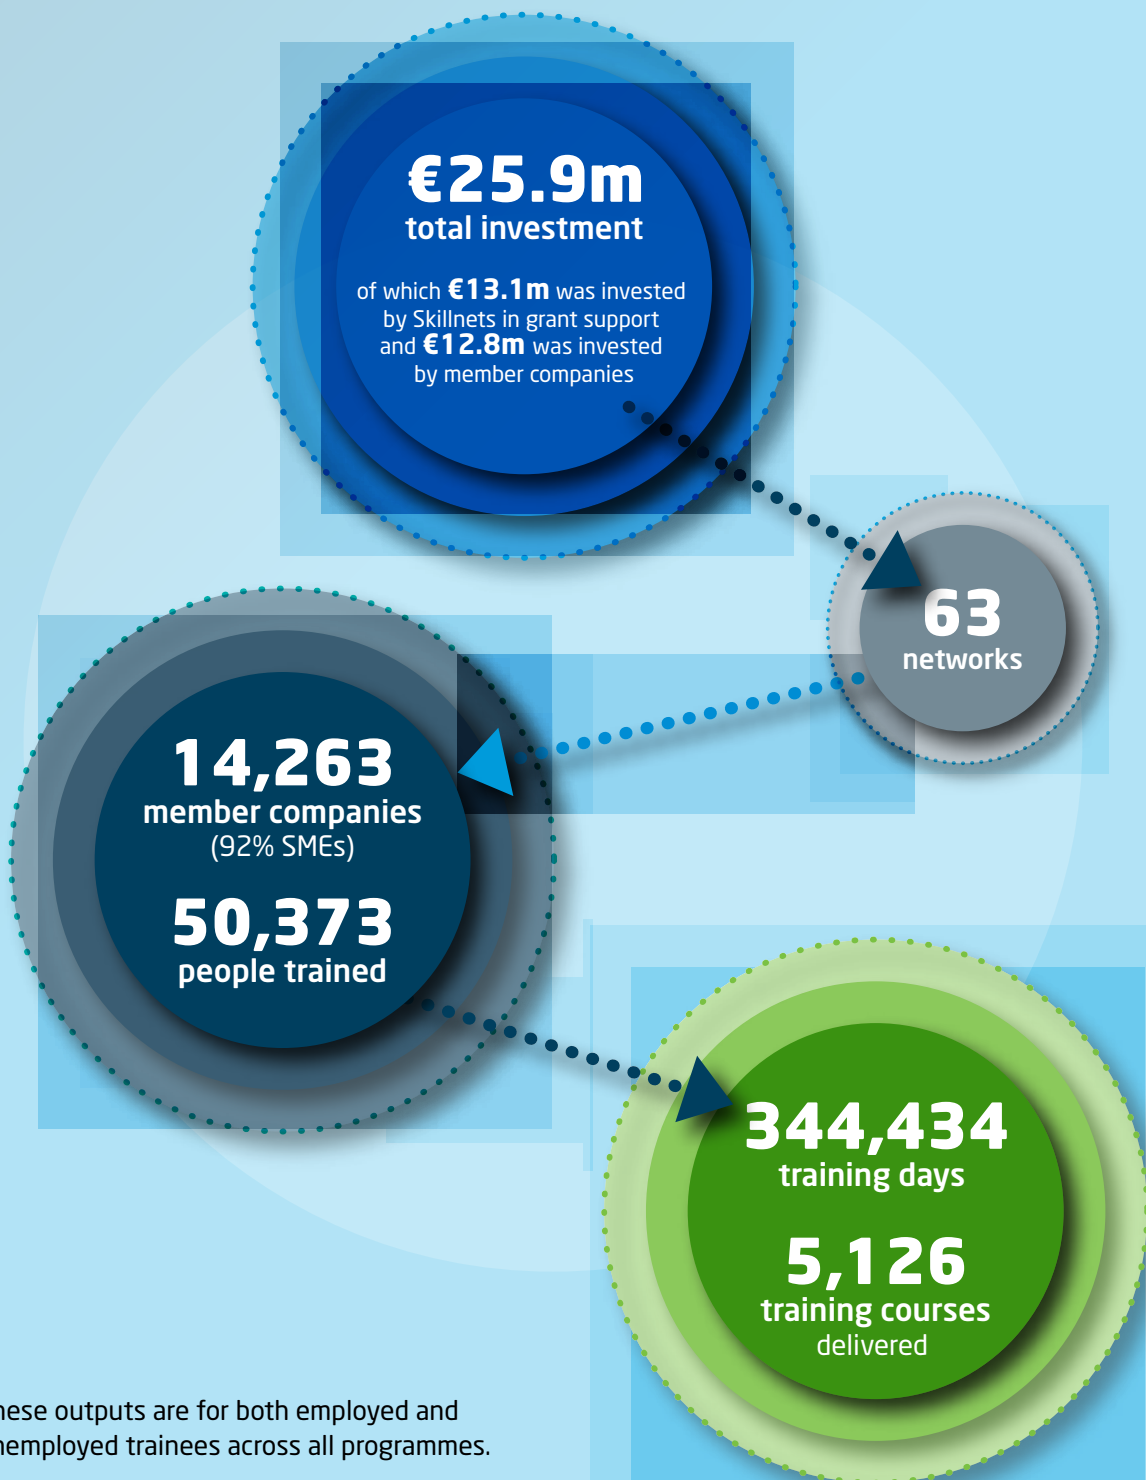 €25.9m
total investment
of which €13.1m was invested
by Skillnets in grant support
and €12.8m was invested
by member companies
63
networks
14,263
member companies
(92% SMEs)
50,373
people trained
344,434
training days
5,126
training courses
delivered
hese outputs are for both employed and
nemployed trainees across all programmes.